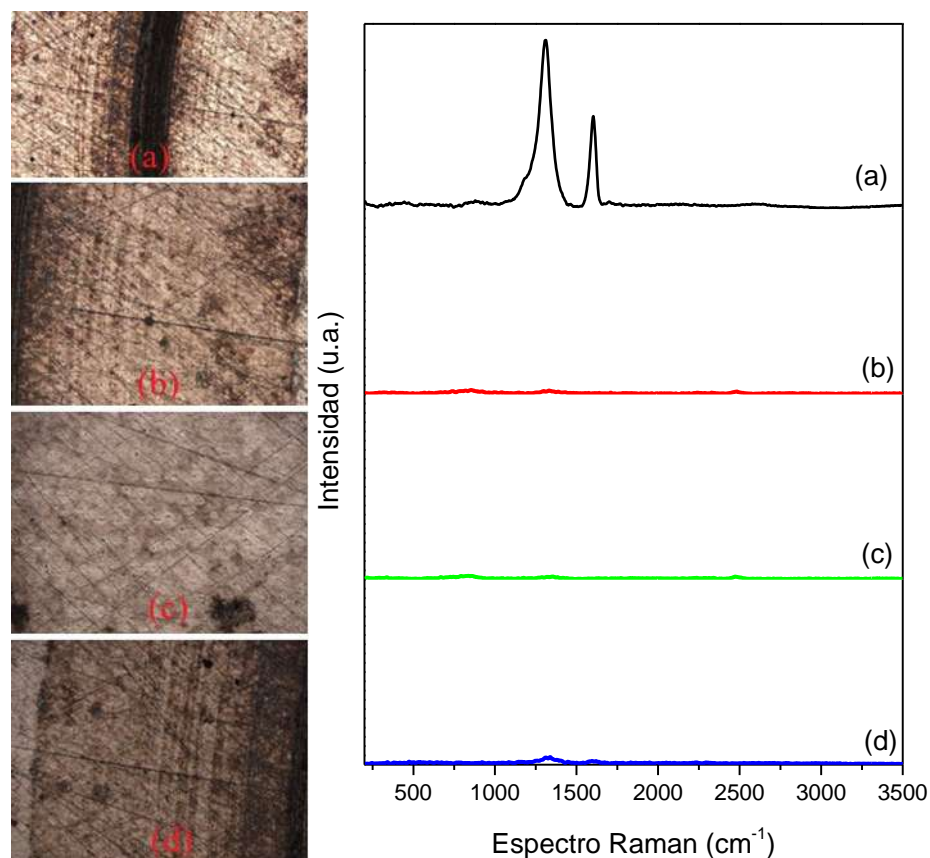 (a)
(b)
(c)
(d)
Intensidad (u.a.)
(a)
(b)
(c)
(d)
500 1000 1500 2000 2500 3000 3500
Espectro Raman (cm⁻¹)